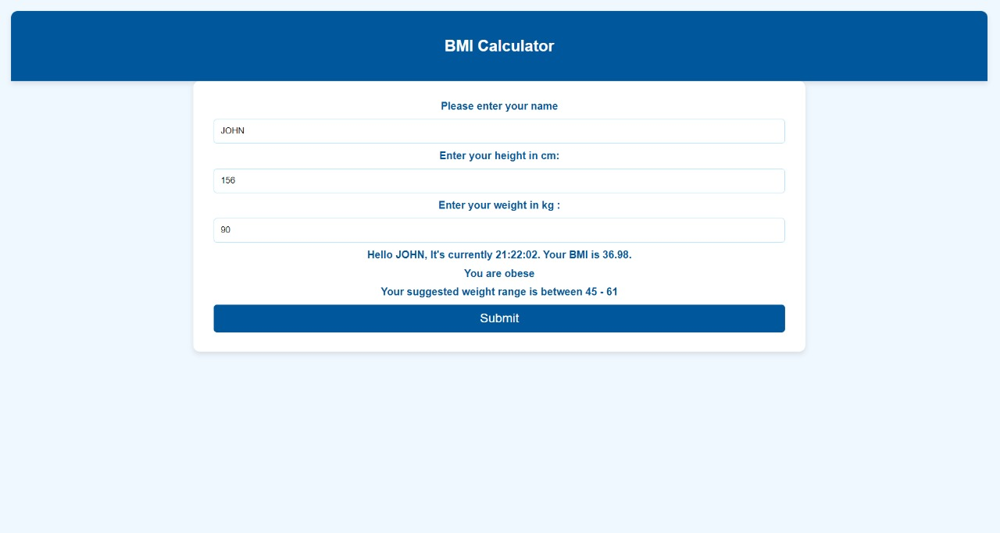 BMI Calculator
Please enter your name
JOHN
Enter your height in cm:
156
Enter your weight in kg :
90
Hello JOHN, It's currently 21:22:02. Your BMI is 36.98.
You are obese
Your suggested weight range is between 45 - 61
Submit